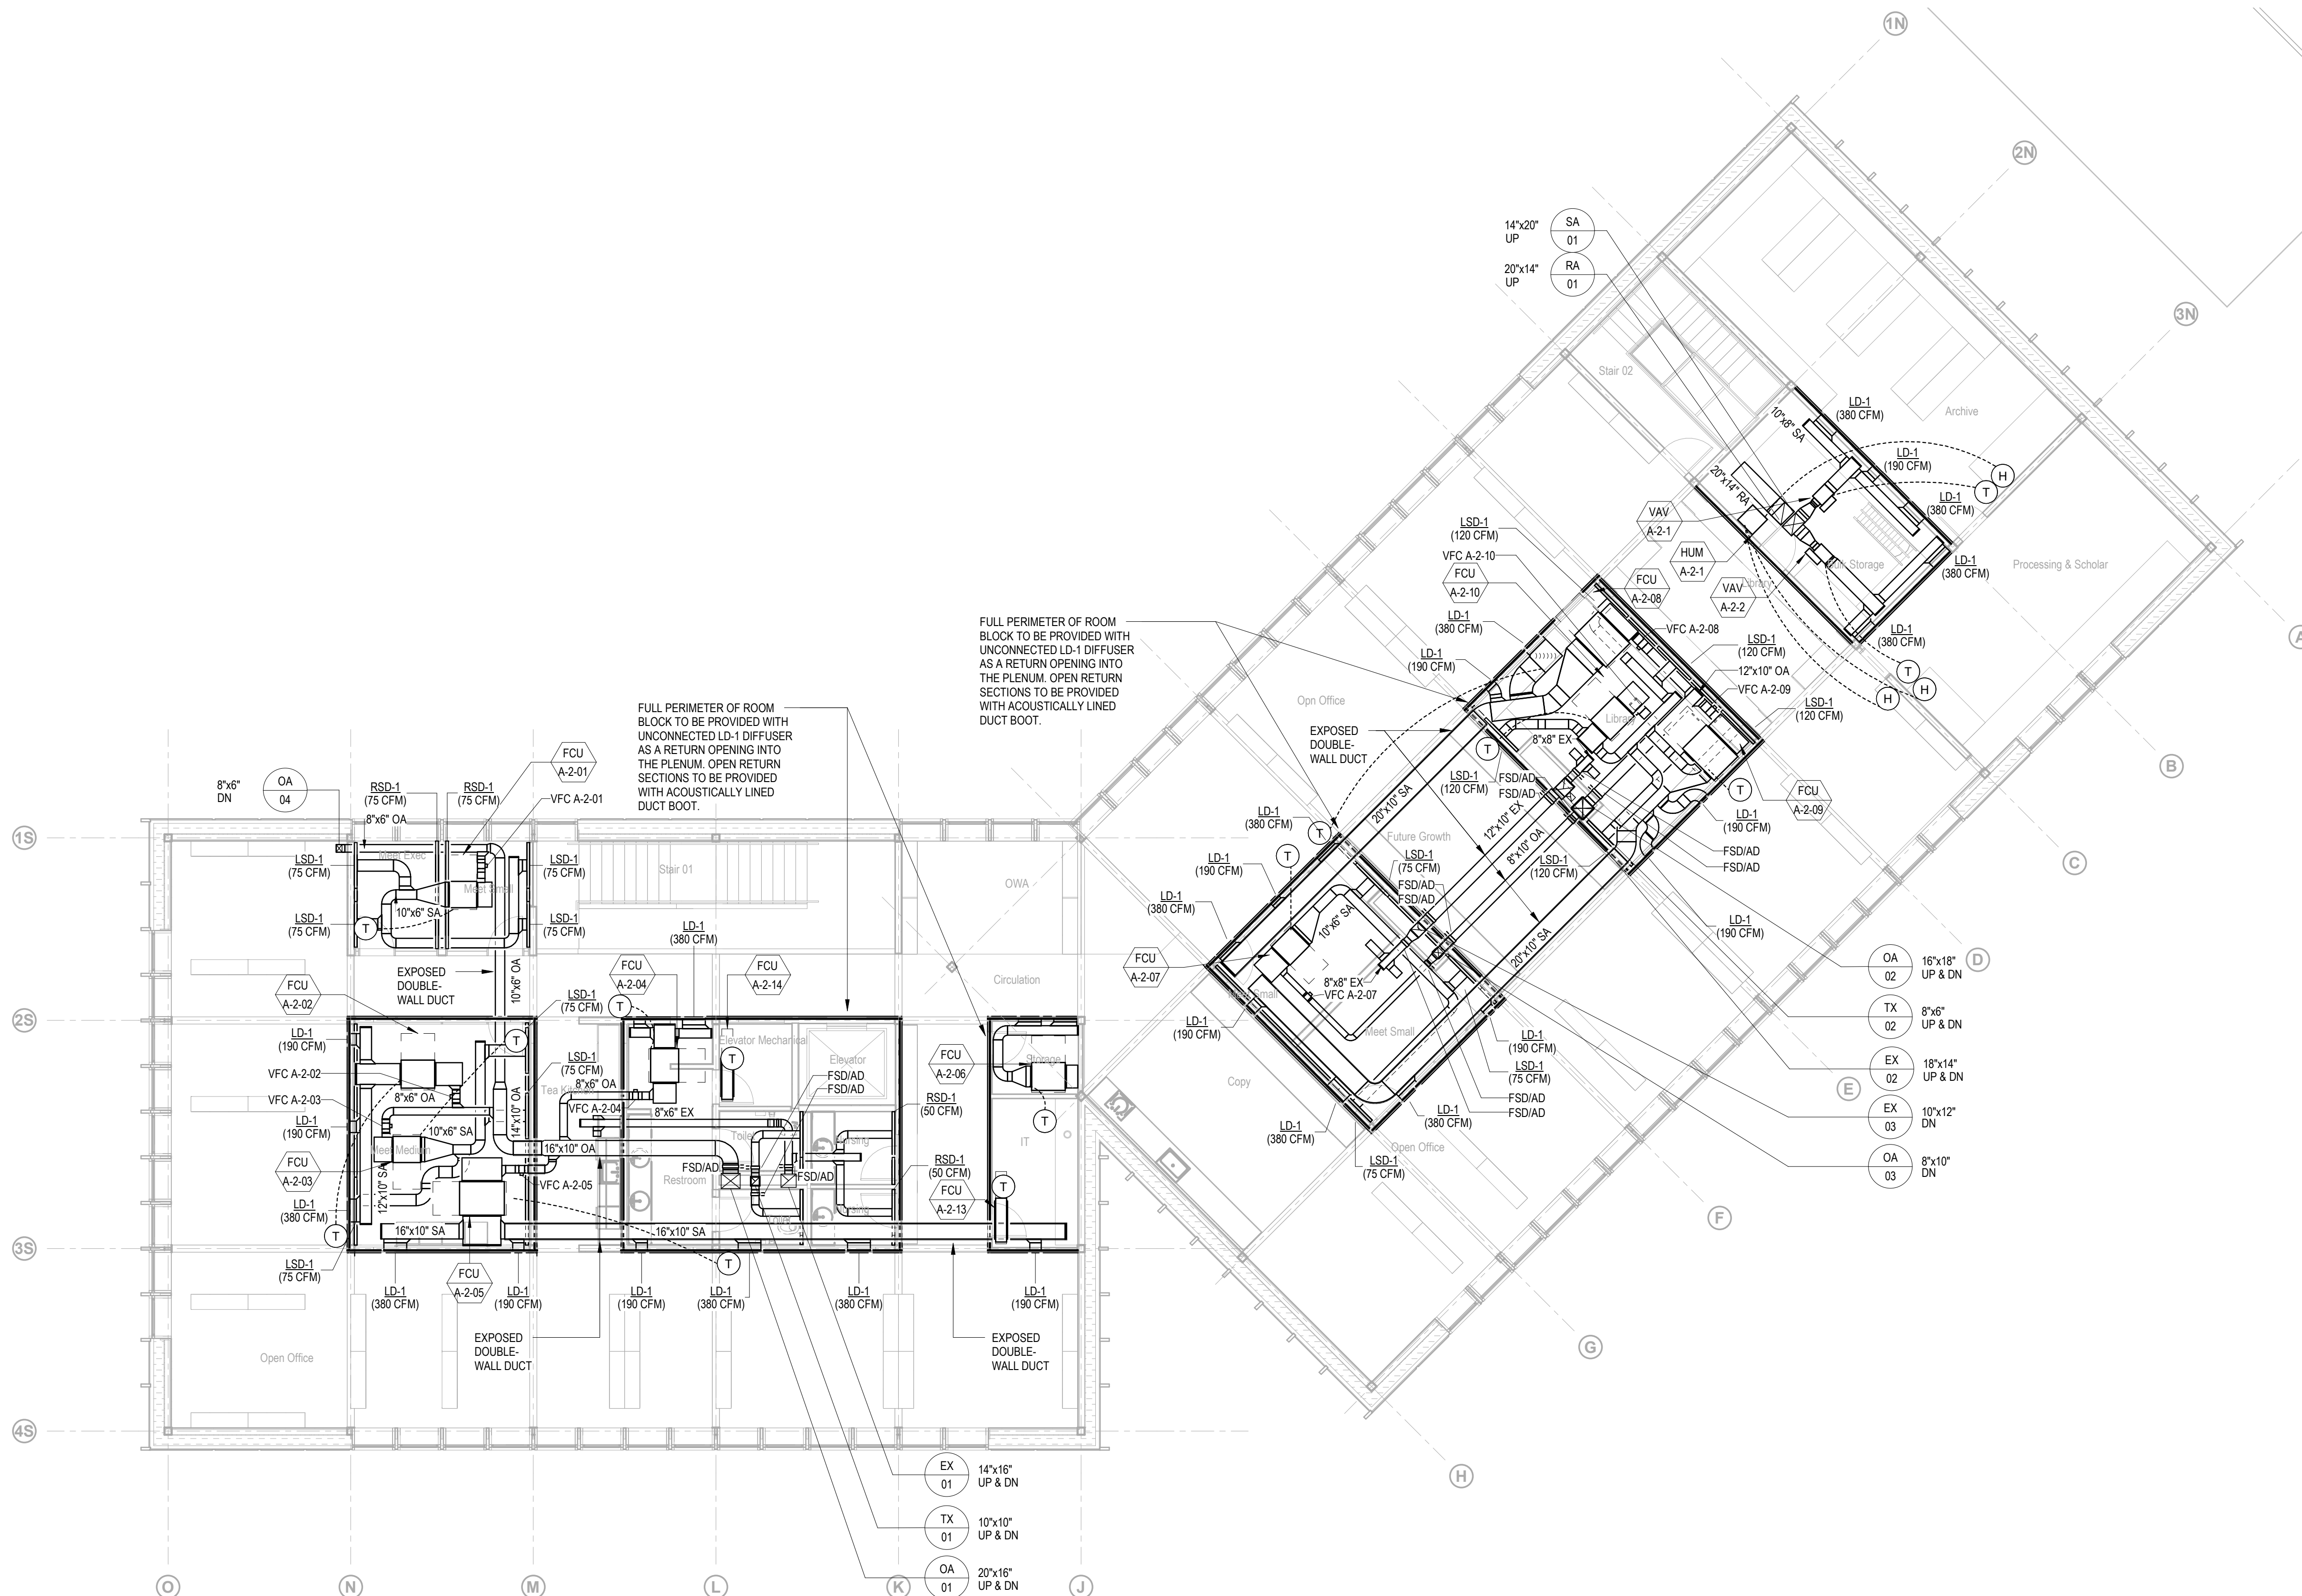 1N
2N
3N
A
B
C
D
E
F
G
H
14"x20"
UP
SA
01
20"x14"
UP
RA
01
Stair 02
Archive
LD-1
(380 CFM)
10"x8" SA
LD-1
(190 CFM)
H
T
20"x14" RA
LD-1
(380 CFM)
VAV
A-2-1
LSD-1
(120 CFM)
VFC A-2-10
HUM
A-2-1
Storage
Processing & Scholar
LD-1
(380 CFM)
FCU
A-2-10
FCU
A-2-08
VAV
A-2-2
Library
LD-1
(380 CFM)
LD-1
(380 CFM)
VFC A-2-08
LSD-1
(120 CFM)
T
H
H
12"x10" OA
VFC A-2-09
LSD-1
(120 CFM)
FULL PERIMETER OF ROOM
BLOCK TO BE PROVIDED WITH
UNCONNECTED LD-1 DIFFUSER
AS A RETURN OPENING INTO
THE PLENUM. OPEN RETURN
SECTIONS TO BE PROVIDED
WITH ACOUSTICALLY LINED
DUCT BOOT.
LD-1
(190 CFM)
Opn Office
Library
EXPOSED
DOUBLE-
WALL DUCT
T
8"x8" EX
LSD-1
(120 CFM)
FSD/AD
FSD/AD
T
FCU
A-2-09
LD-1
(190 CFM)
20"x10" SA
12"x10" EX
8"x10" OA
Future Growth
LD-1
(380 CFM)
T
FSD/AD
FSD/AD
LSD-1
(120 CFM)
LSD-1
(75 CFM)
T
LD-1
(190 CFM)
FSD/AD
FSD/AD
LD-1
(380 CFM)
10"x6" SA
LD-1
(190 CFM)
20"x10" SA
FCU
A-2-07
8"x8" EX
VFC A-2-07
Meet Small
LD-1
(190 CFM)
Meet Small
LD-1
(190 CFM)
LSD-1
(75 CFM)
FSD/AD
FSD/AD
Copy
LD-1
(380 CFM)
LD-1
(380 CFM)
LSD-1
(75 CFM)
Open Office
OA
02
16"x18"
UP & DN
TX
02
8"x6"
UP & DN
EX
02
18"x14"
UP & DN
EX
03
10"x12"
DN
OA
03
8"x10"
DN
FULL PERIMETER OF ROOM
BLOCK TO BE PROVIDED WITH
UNCONNECTED LD-1 DIFFUSER
AS A RETURN OPENING INTO
THE PLENUM. OPEN RETURN
SECTIONS TO BE PROVIDED
WITH ACOUSTICALLY LINED
DUCT BOOT.
FCU
A-2-01
8"x6"
DN
OA
04
RSD-1
(75 CFM)
RSD-1
(75 CFM)
VFC A-2-01
8"x6" OA
1S
Meet Exec
LSD-1
(75 CFM)
LSD-1
(75 CFM)
Meet Small
Stair 01
OWA
10"x6" SA
LSD-1
(75 CFM)
T
LSD-1
(75 CFM)
LD-1
(380 CFM)
EXPOSED
DOUBLE-
WALL DUCT
10"x6" OA
FCU
A-2-02
LSD-1
(75 CFM)
FCU
A-2-04
T
FCU
A-2-14
Circulation
2S
LD-1
(190 CFM)
T
Elevator Mechanical
T
Elevator
FCU
A-2-06
Storage
VFC A-2-02
LSD-1
(75 CFM)
8"x6" OA
8"x6" OA
Tea Kitchen
FSD/AD
FSD/AD
VFC A-2-03
VFC A-2-04
8"x6" EX
RSD-1
(50 CFM)
T
LD-1
(190 CFM)
10"x6" SA
14"x10" OA
Toilet
Nursing
IT
Meet Medium
16"x10" OA
FCU
A-2-03
12"x10" SA
VFC A-2-05
FSD/AD
FSD/AD
Restroom
RSD-1
(50 CFM)
FCU
A-2-13
T
LD-1
(380 CFM)
Toilet
Nursing
T
16"x10" SA
16"x10" SA
3S
LSD-1
(75 CFM)
FCU
A-2-05
T
LD-1
(380 CFM)
LD-1
(190 CFM)
LD-1
(190 CFM)
LD-1
(380 CFM)
LD-1
(380 CFM)
LD-1
(190 CFM)
EXPOSED
DOUBLE-
WALL DUCT
EXPOSED
DOUBLE-
WALL DUCT
Open Office
4S
EX
01
14"x16"
UP & DN
TX
01
10"x10"
UP & DN
OA
01
20"x16"
UP & DN
O
N
M
L
K
J